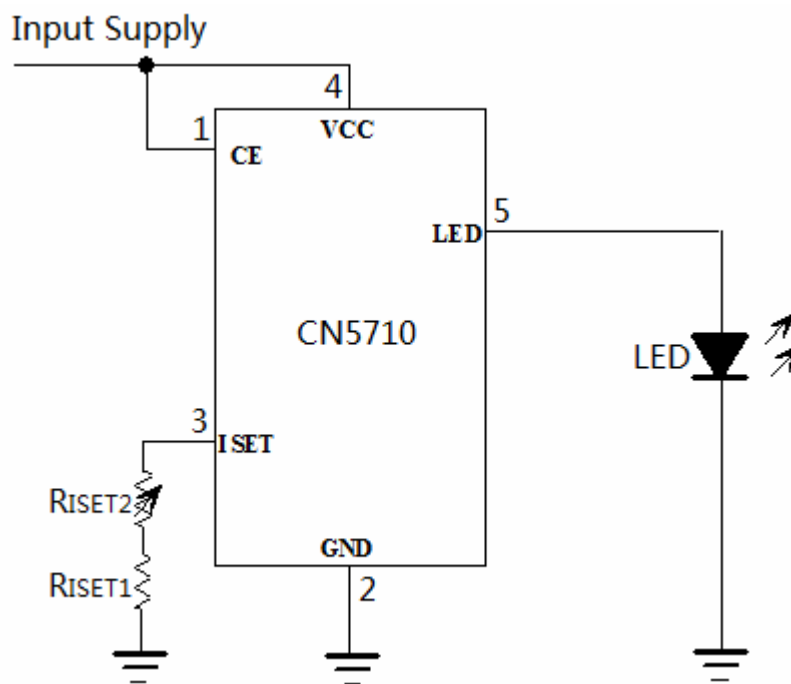 Input Supply
4
1
VCC
CE
5
LED
CN5710
LED
3
ISET
RISET2
GND
RISET1
2